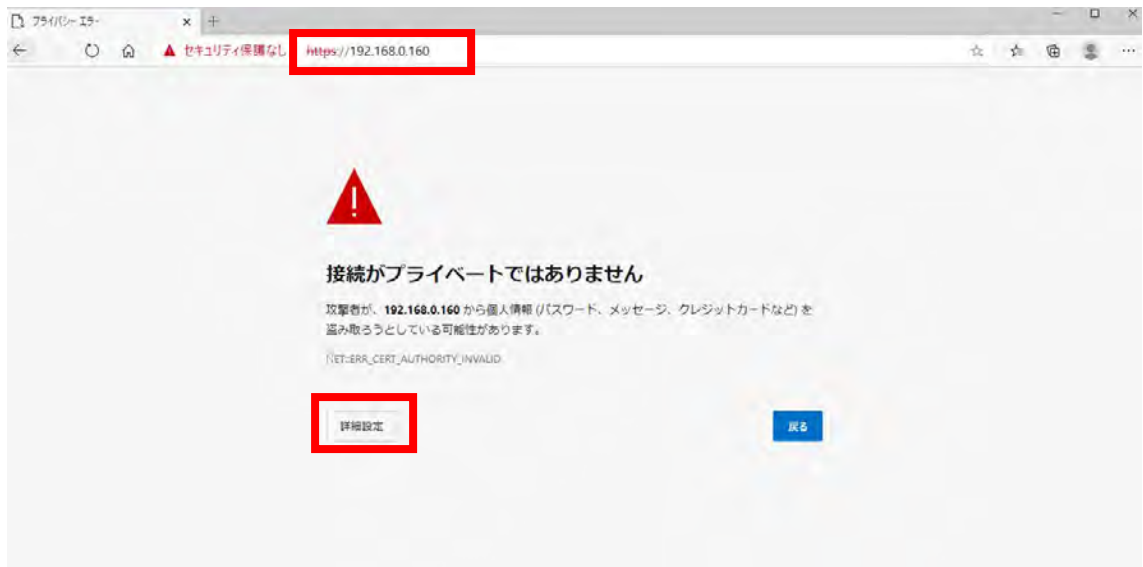 プライバシー エラー
セキュリティ保護なし https://192.168.0.160
接続がプライベートではありません
攻撃者が、192.168.0.160 から個人情報 (パスワード、メッセージ、クレジットカードなど) を
盗み取ろうとしている可能性があります。
NET::ERR_CERT_AUTHORITY_INVALID
詳細設定
戻る